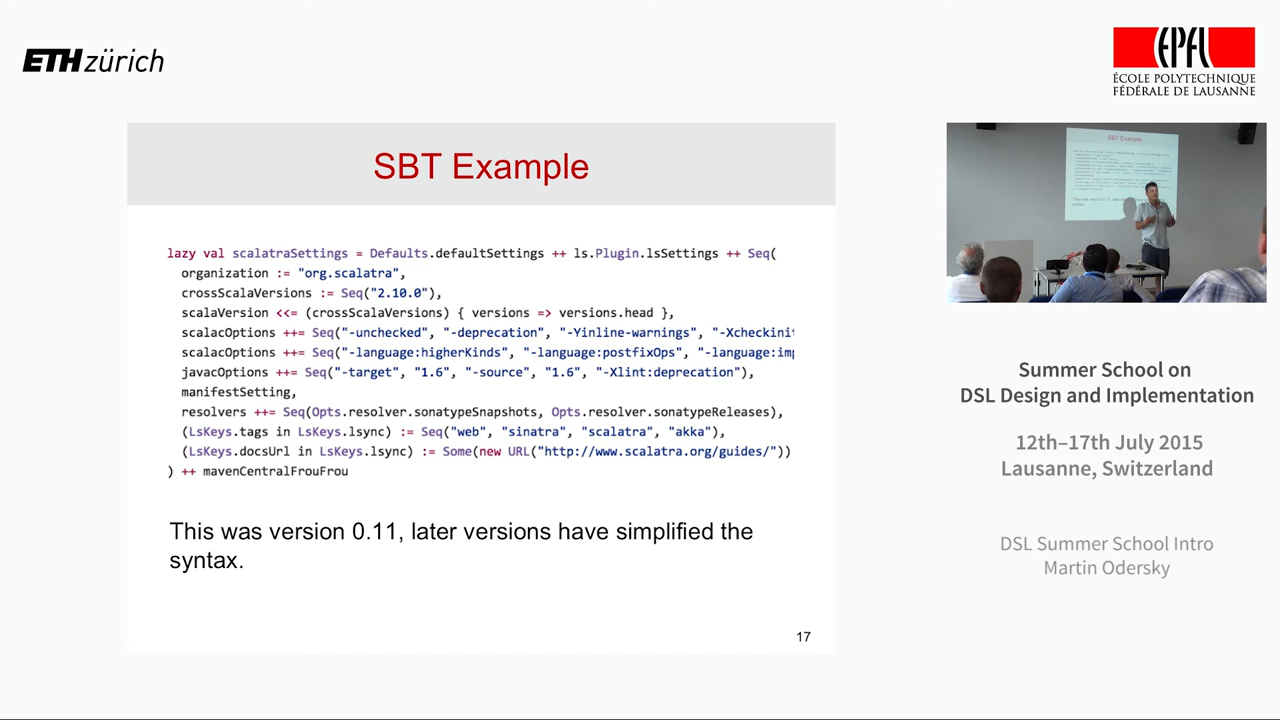 ETH zürich
EPFL
ÉCOLE POLYTECHNIQUE
FÉDÉRALE DE LAUSANNE
SBT Example
lazy val scalatraSettings = Defaults.defaultSettings ++ ls.Plugin.lsSettings ++ Seq(
organization := "org.scalatra",
crossScalaVersions := Seq("2.10.0"),
scalaVersion <<= (crossScalaVersions) { versions => versions.head },
scalacOptions ++= Seq("-unchecked", "-deprecation", "-Yinline-warnings", "-Xcheckinit
scalacOptions ++= Seq("-language:higherKinds", "-language:postfixOps", "-language:imp
javacOptions ++= Seq("-target", "1.6", "-source", "1.6", "-Xlint:deprecation"),
manifestSetting,
resolvers ++= Seq(Opts.resolver.sonatypeSnapshots, Opts.resolver.sonatypeReleases),
(LsKeys.tags in LsKeys.lsync) := Seq("web", "sinatra", "scalatra", "akka"),
(LsKeys.docsUrl in LsKeys.lsync) := Some(new URL("http://www.scalatra.org/guides/"))
) ++ mavenCentralFrouFrou
This was version 0.11, later versions have simplified the
syntax.
17
SBT Example
Summer School on
DSL Design and Implementation
12th–17th July 2015
Lausanne, Switzerland
DSL Summer School Intro
Martin Odersky